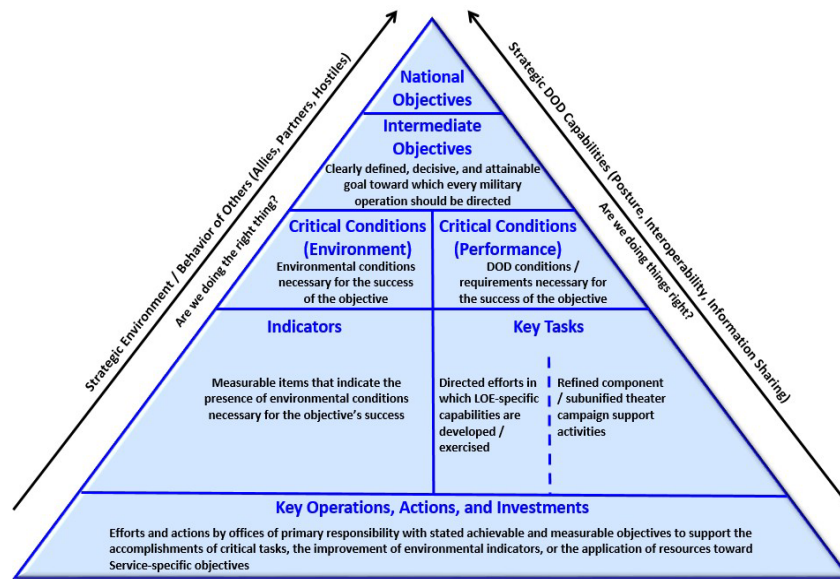 Strategic Environment / Behavior of Others (Allies, Partners, Hostiles)
Are we doing the right thing?
Strategic DOD Capabilities (Posture, Interoperability, Information Sharing)
Are we doing things right?
National
Objectives
Intermediate
Objectives
Clearly defined, decisive, and attainable
goal toward which every military
operation should be directed
Critical Conditions
(Environment)
Environmental conditions
necessary for the success
of the objective
Critical Conditions
(Performance)
DOD conditions /
requirements necessary for
the success of the objective
Indicators
Measurable items that indicate the
presence of environmental conditions
necessary for the objective's success
Key Tasks
Directed efforts in
which LOE-specific
capabilities are
developed /
exercised
Refined component
/ subunified theater
campaign support
activities
Key Operations, Actions, and Investments
Efforts and actions by offices of primary responsibility with stated achievable and measurable objectives to support the
accomplishments of critical tasks, the improvement of environmental indicators, or the application of resources toward
Service-specific objectives